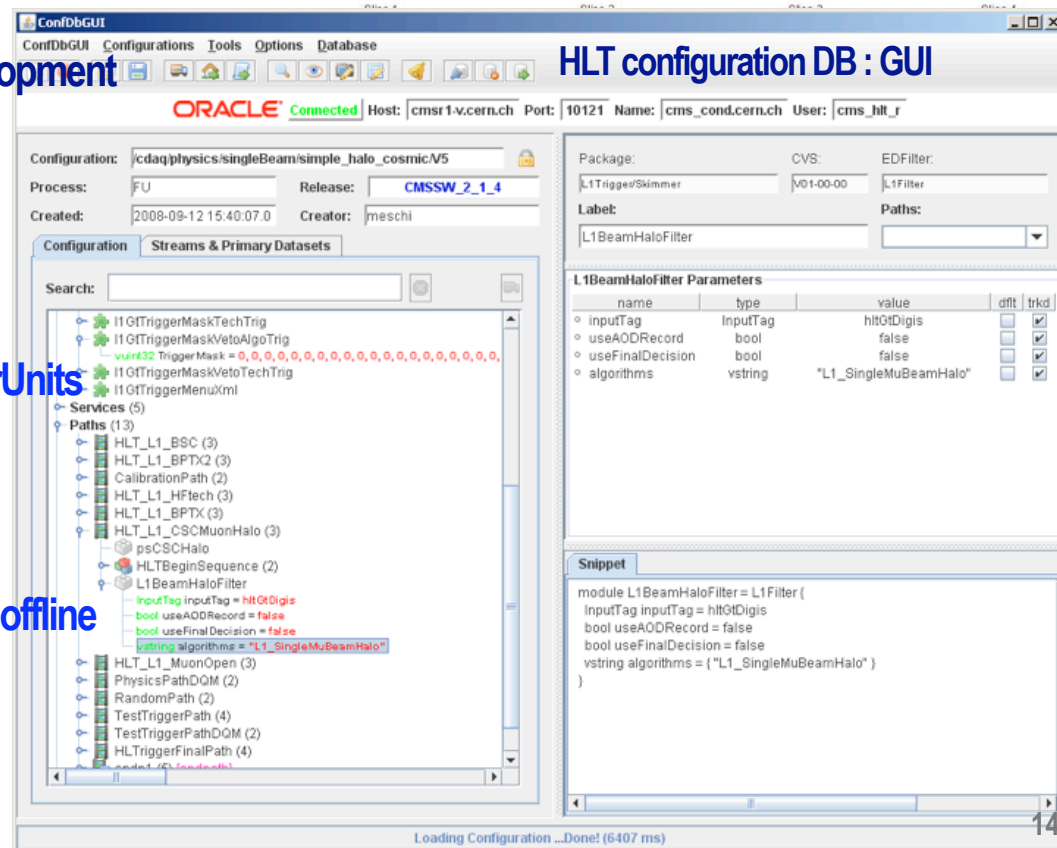 ConfDbGUI
ConfDbGUI Configurations Tools Options Database
opment
HLT configuration DB : GUI
ORACLE Connected Host: cmsr1-v.cern.ch Port: 10121 Name: cms_cond.cern.ch User: cms_hlt_r
Configuration: /cdaq/physics/singleBeam/simple_halo_cosmic/V5
Process: FU Release: CMSSW_2_1_4
Created: 2008-09-12 15:40:07.0 Creator: meschi
Configuration Streams & Primary Datasets
Search:
l1GtTriggerMaskTechTrig
l1GtTriggerMaskVetoAlgoTrig
vuint32 TriggerMask = 0, 0, 0, 0, 0, 0, 0, 0, 0, 0, 0, 0, 0, 0, 0, 0, 0, 0, 0, 0,
l1GtTriggerMaskVetoTechTrig
rUnits
l1GtTriggerMenuXml
Services (5)
Paths (13)
HLT_L1_BSC (3)
HLT_L1_BPTX2 (3)
CalibrationPath (2)
HLT_L1_HFtech (3)
HLT_L1_BPTX (3)
HLT_L1_CSCMuonHalo (3)
psCSCHalo
HLTBeginSequence (2)
L1BeamHaloFilter
InputTag inputTag = hltGtDigis
bool useAODRecord = false
offline
bool useFinalDecision = false
vstring algorithms = "L1_SingleMuBeamHalo"
HLT_L1_MuonOpen (3)
PhysicsPathDQM (2)
RandomPath (2)
TestTriggerPath (4)
TestTriggerPathDQM (2)
HLTriggerFinalPath (4)
Package: CVS: EDFilter:
L1Trigger/Skimmer V01-00-00 L1Filter
Label: Paths:
L1BeamHaloFilter
L1BeamHaloFilter Parameters
name type value dflt trkd
inputTag InputTag hltGtDigis
useAODRecord bool false
useFinalDecision bool false
algorithms vstring "L1_SingleMuBeamHalo"
Snippet
module L1BeamHaloFilter = L1Filter {
InputTag inputTag = hltGtDigis
bool useAODRecord = false
bool useFinalDecision = false
vstring algorithms = { "L1_SingleMuBeamHalo" }
}
Loading Configuration ...Done! (6407 ms)
14